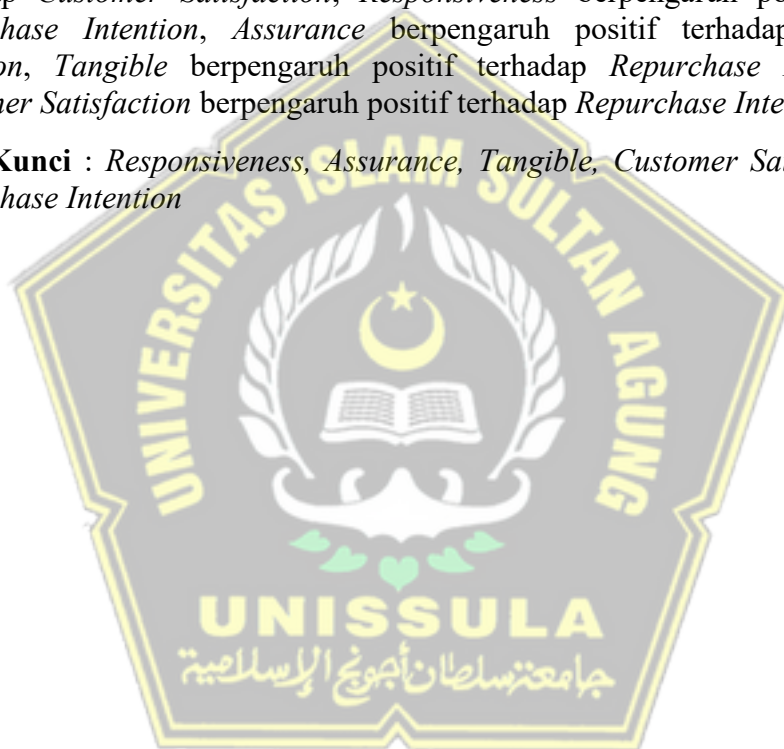 Customer Satisfaction, Responsiveness berpengaruh po
hase Intention, Assurance berpengaruh positif terhadap
on, Tangible berpengaruh positif terhadap Repurchase
er Satisfaction berpengaruh positif terhadap Repurchase Inte
Kunci : Responsiveness, Assurance, Tangible, Customer Sa
hase Intention
UNIVERSITAS ISLAM SULTAN AGUNG
UNISSULA
جامعة سلطان أجونج الإسلامية